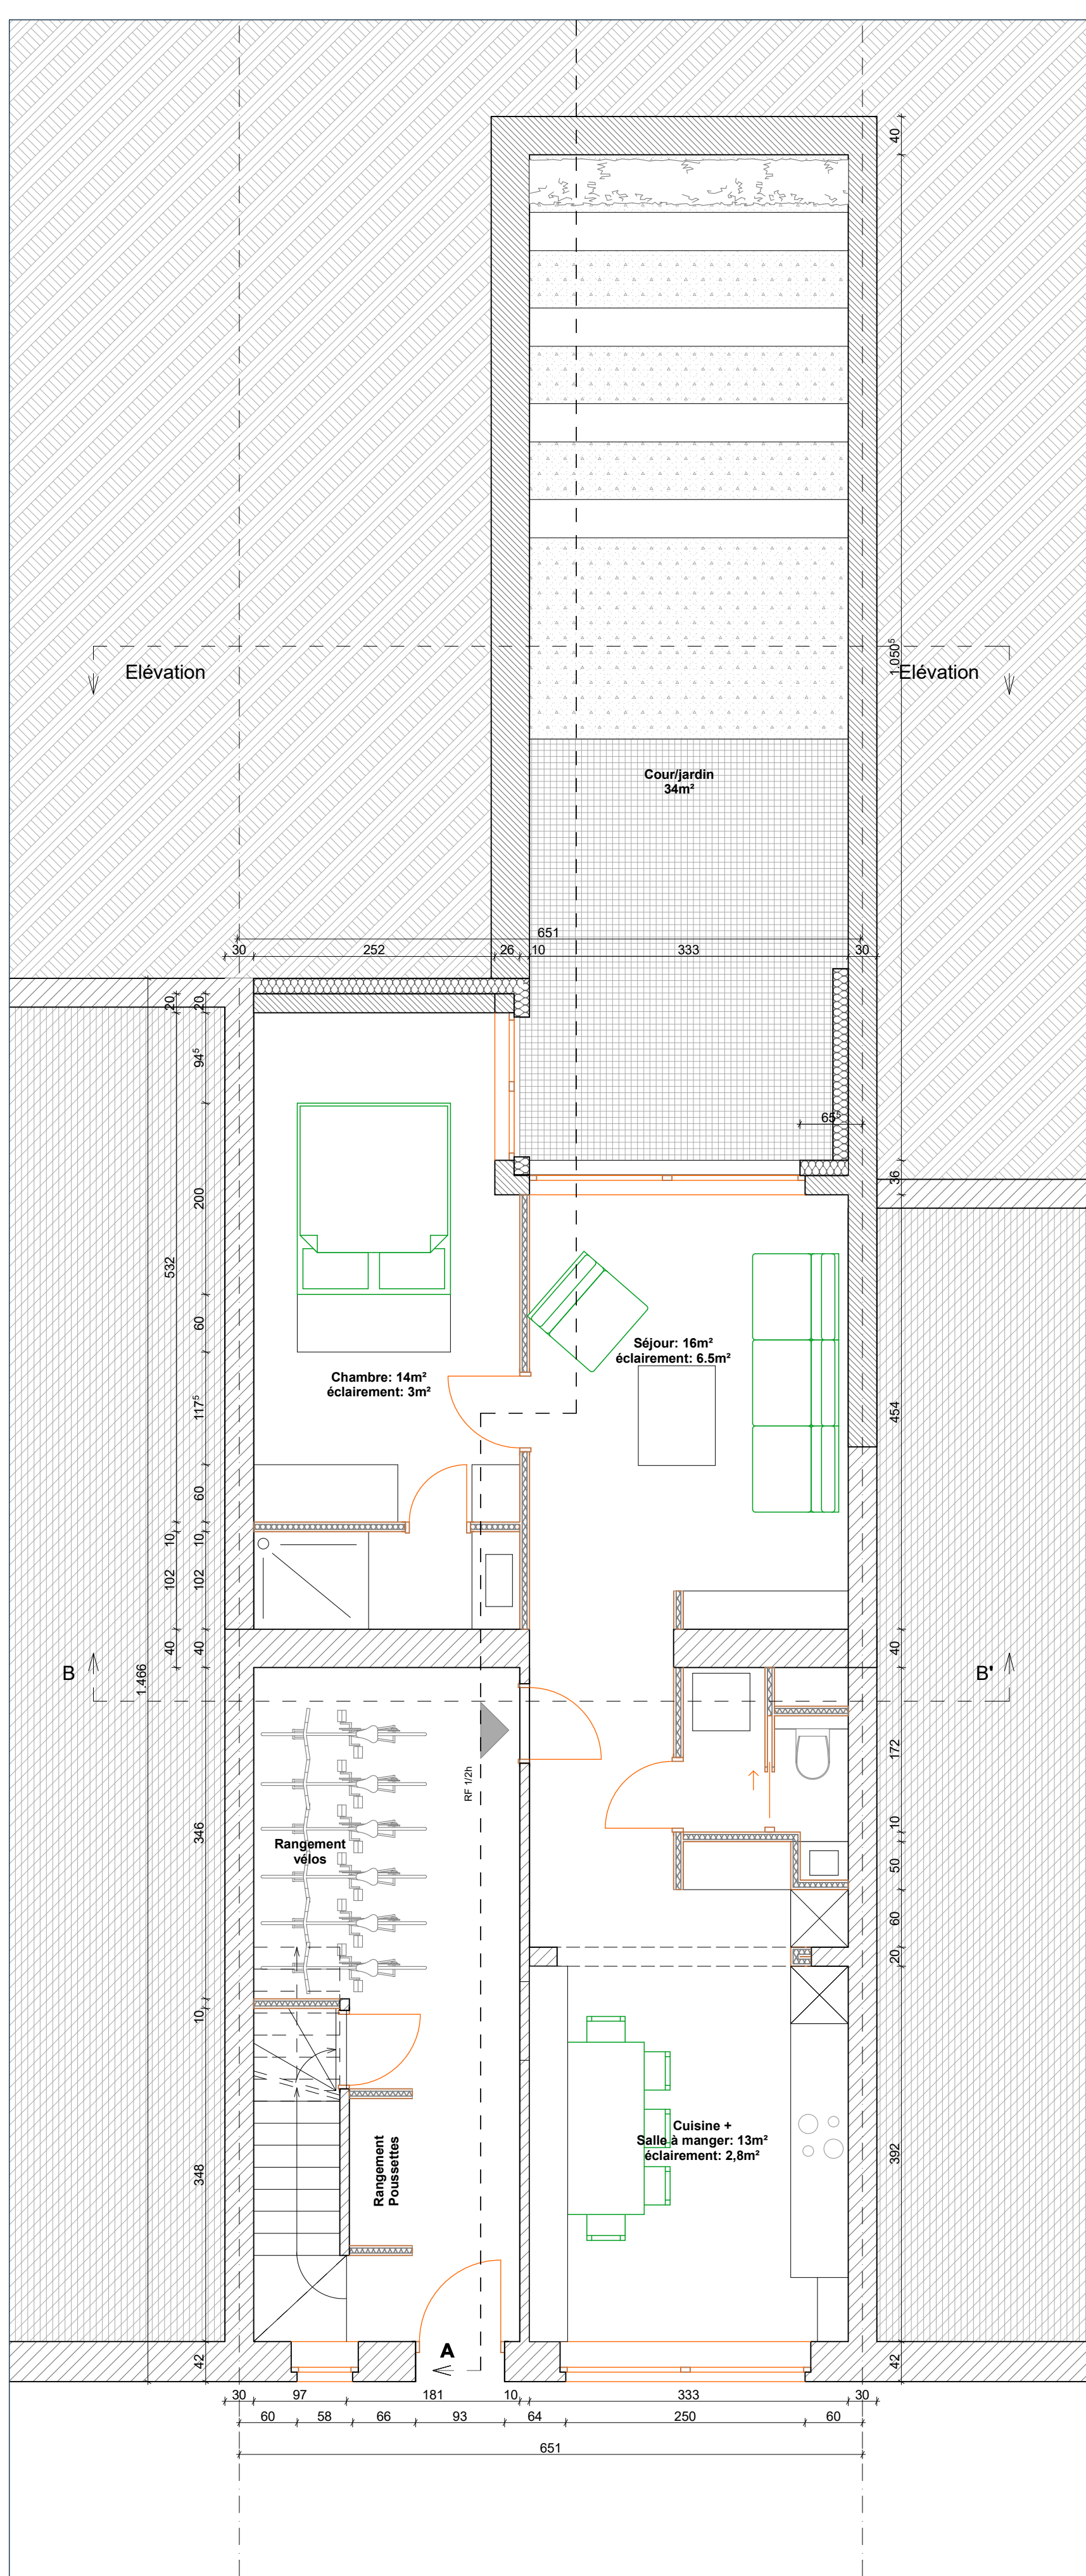 40
Elévation
1.050⁵
Elévation
Cour/jardin
34m²
651
30
252
26
10
333
30
20
20
94⁵
65⁵
36
200
532
60
Séjour: 16m²
éclairement: 6.5m²
Chambre: 14m²
éclairement: 3m²
117⁵
454
60
10
10
102
102
40
40
40
B
1.466
B'
172
RF 1/2h
346
10
Rangement
vélos
50
60
20
10
Cuisine +
Salle à manger: 13m²
éclairement: 2,8m²
Rangement
Poussettes
348
392
A
42
42
30
97
181
10
333
30
60
58
66
93
64
250
60
651